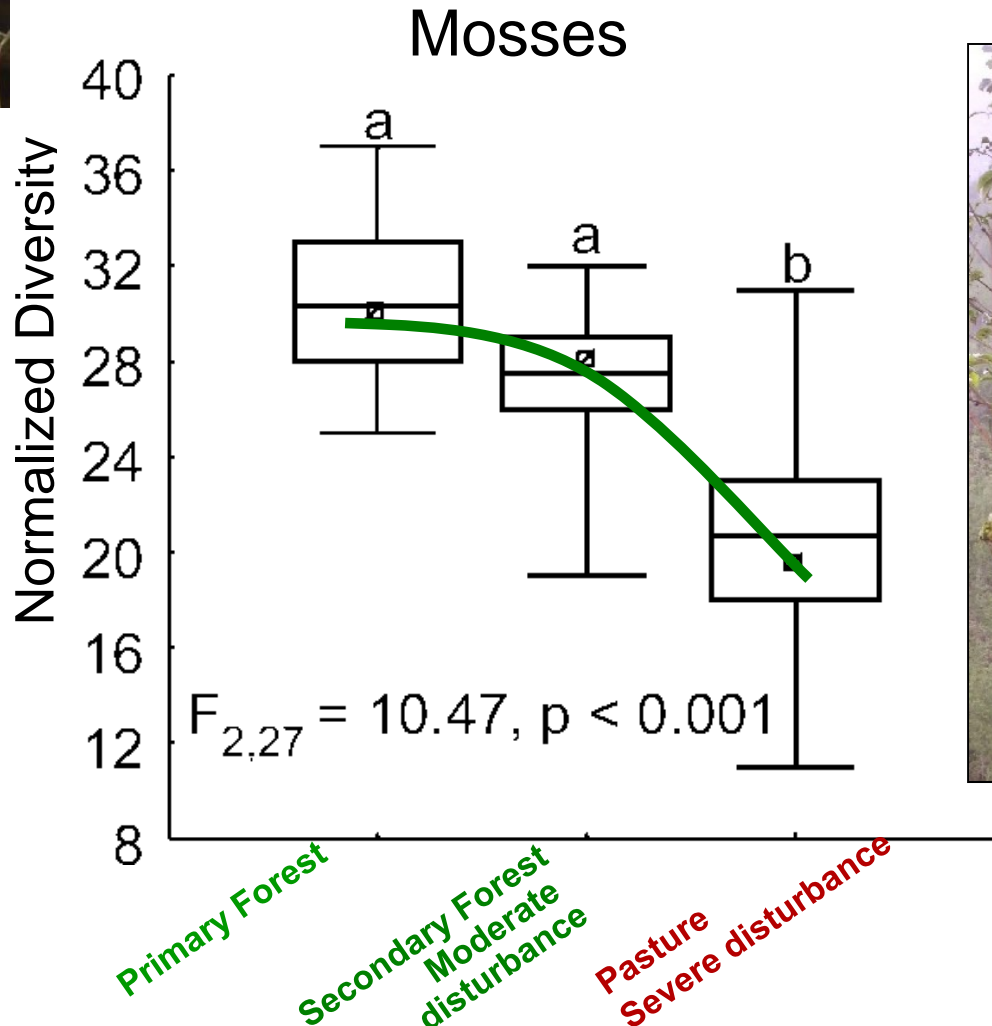 Mosses
Normalized Diversity
40
36
32
28
24
20
16
12
8
a
a
b
F2,27 = 10.47, p < 0.001
Primary Forest
Secondary Forest
Moderate
disturbance
Pasture
Severe disturbance